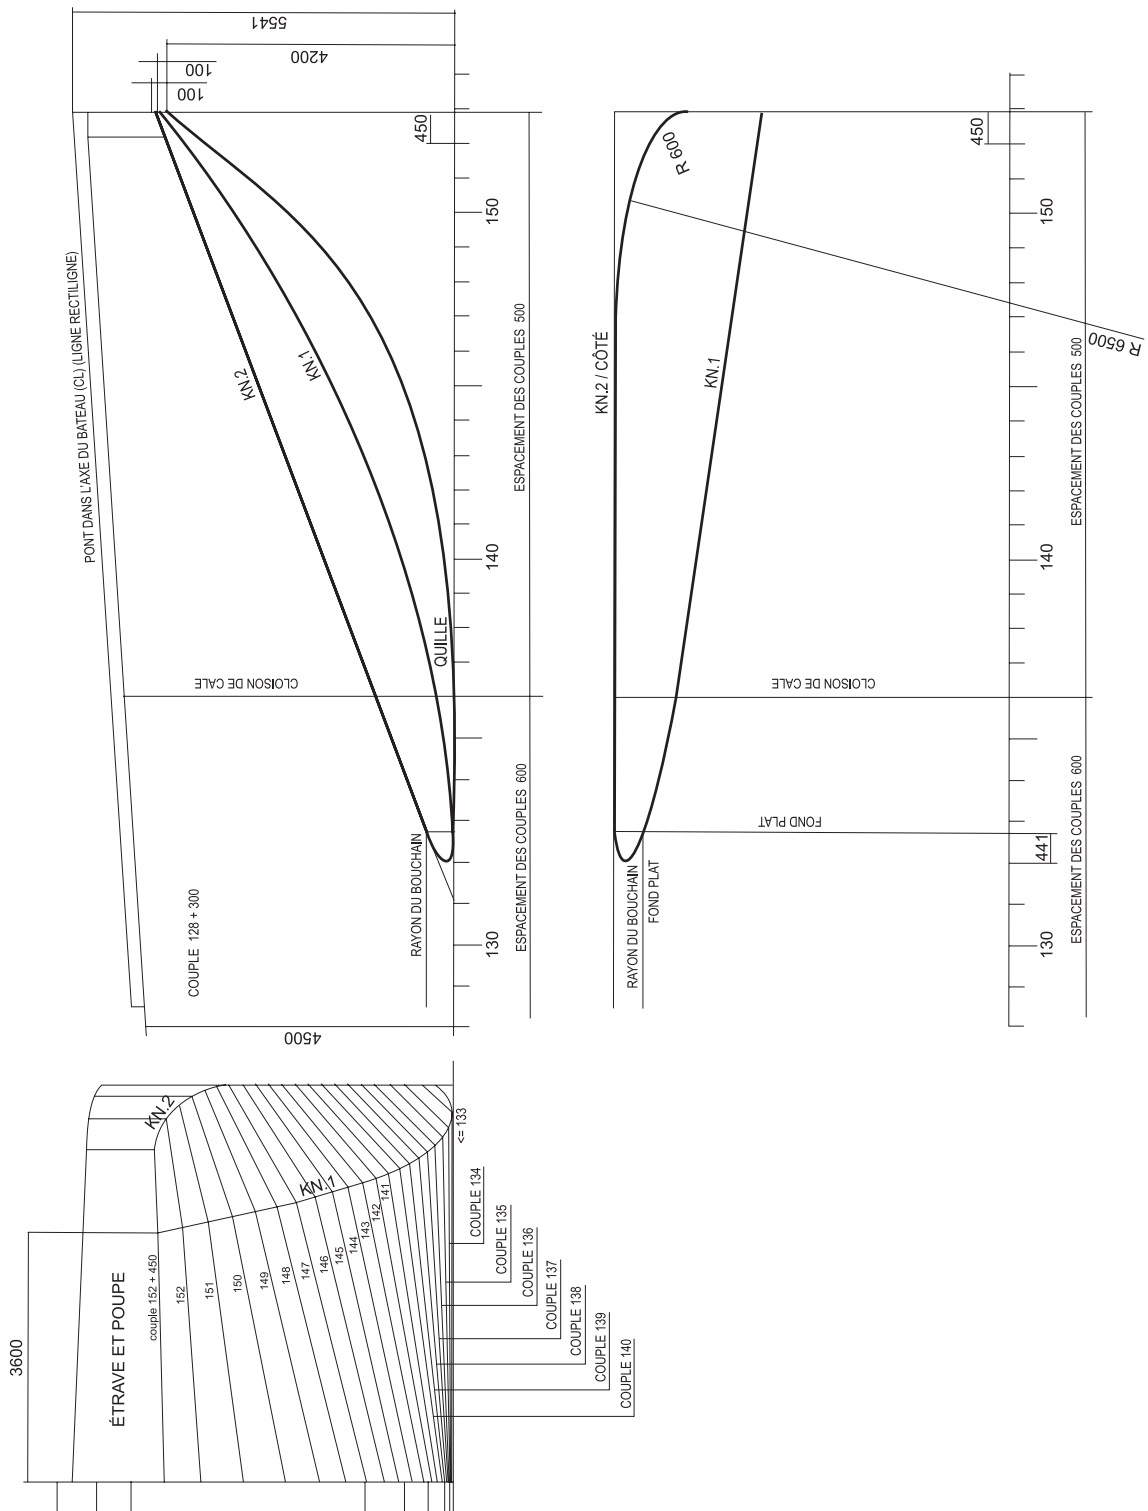 5541
4200
100
100
PONT DANS L'AXE DU BATEAU (CL) (LIGNE RECTILIGNE)
KN.2
KN.1
QUILLE
CLOISON DE CALE
RAYON DU BOUCHAIN
COUPLE 128 + 300
4500
450
150
140
130
ESPACEMENT DES COUPLES 500
ESPACEMENT DES COUPLES 600
R 600
R 6500
KN.2 / CÔTÉ
KN.1
CLOISON DE CALE
FOND PLAT
RAYON DU BOUCHAIN
FOND PLAT
450
150
140
441
130
ESPACEMENT DES COUPLES 500
ESPACEMENT DES COUPLES 600
3600
ÉTRAVE ET POUPE
KN.2
KN.1
couple 152 + 450
152
151
150
149
148
147
146
145
144
143
142
141
<= 133
COUPLE 134
COUPLE 135
COUPLE 136
COUPLE 137
COUPLE 138
COUPLE 139
COUPLE 140